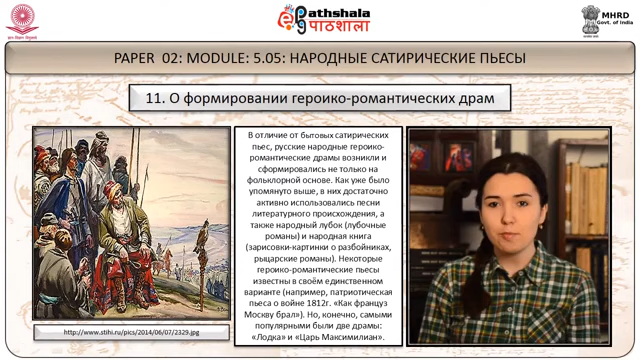 ePathshala
पाठशाला
MHRD
Govt. of India
PAPER 02: MODULE: 5.05: НАРОДНЫЕ САТИРИЧЕСКИЕ ПЬЕСЫ
11. О формировании героико-романтических драм
В отличие от бытовых сатирических
пьес, русские народные героико-
романтические драмы возникли и
сформировались не только на
фольклорной основе. Как уже было
упомянуто выше, в них достаточно
активно использовались песни
литературного происхождения, а
также народный лубок (лубочные
романы) и народная книга
(зарисовки-картинки о разбойниках,
рыцарские романы). Некоторые
героико-романтические пьесы
известны в своём единственном
варианте (например, патриотическая
пьеса о войне 1812г. «Как француз
Москву брал»). Но, конечно, самыми
популярными были две драмы:
«Лодка» и «Царь Максимилиан».
http://www.stihi.ru/pics/2014/06/07/2329.jpg